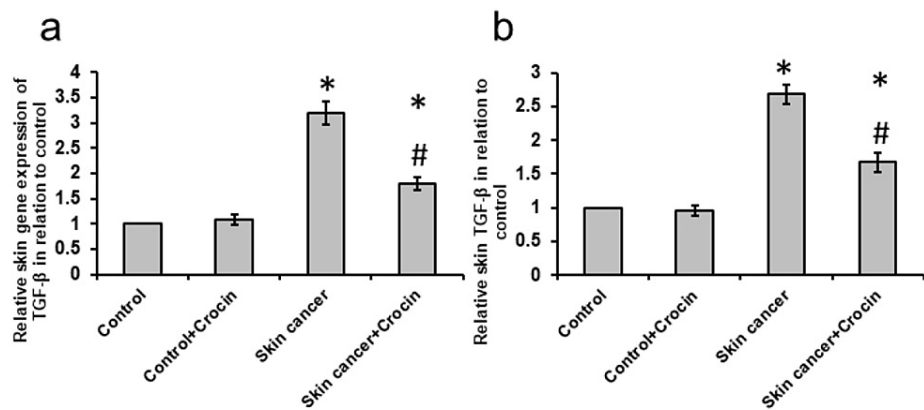 a
Relative skin gene expression of
TGF-β in relation to control
4
3.5
3
2.5
2
1.5
1
0.5
0
*
*
#
Control
Control+Crocin
Skin cancer
Skin cancer+Crocin
b
Relative skin TGF-β in relation to
control
3
2.5
2
1.5
1
0.5
0
*
*
#
Control
Control+Crocin
Skin cancer
Skin cancer+Crocin